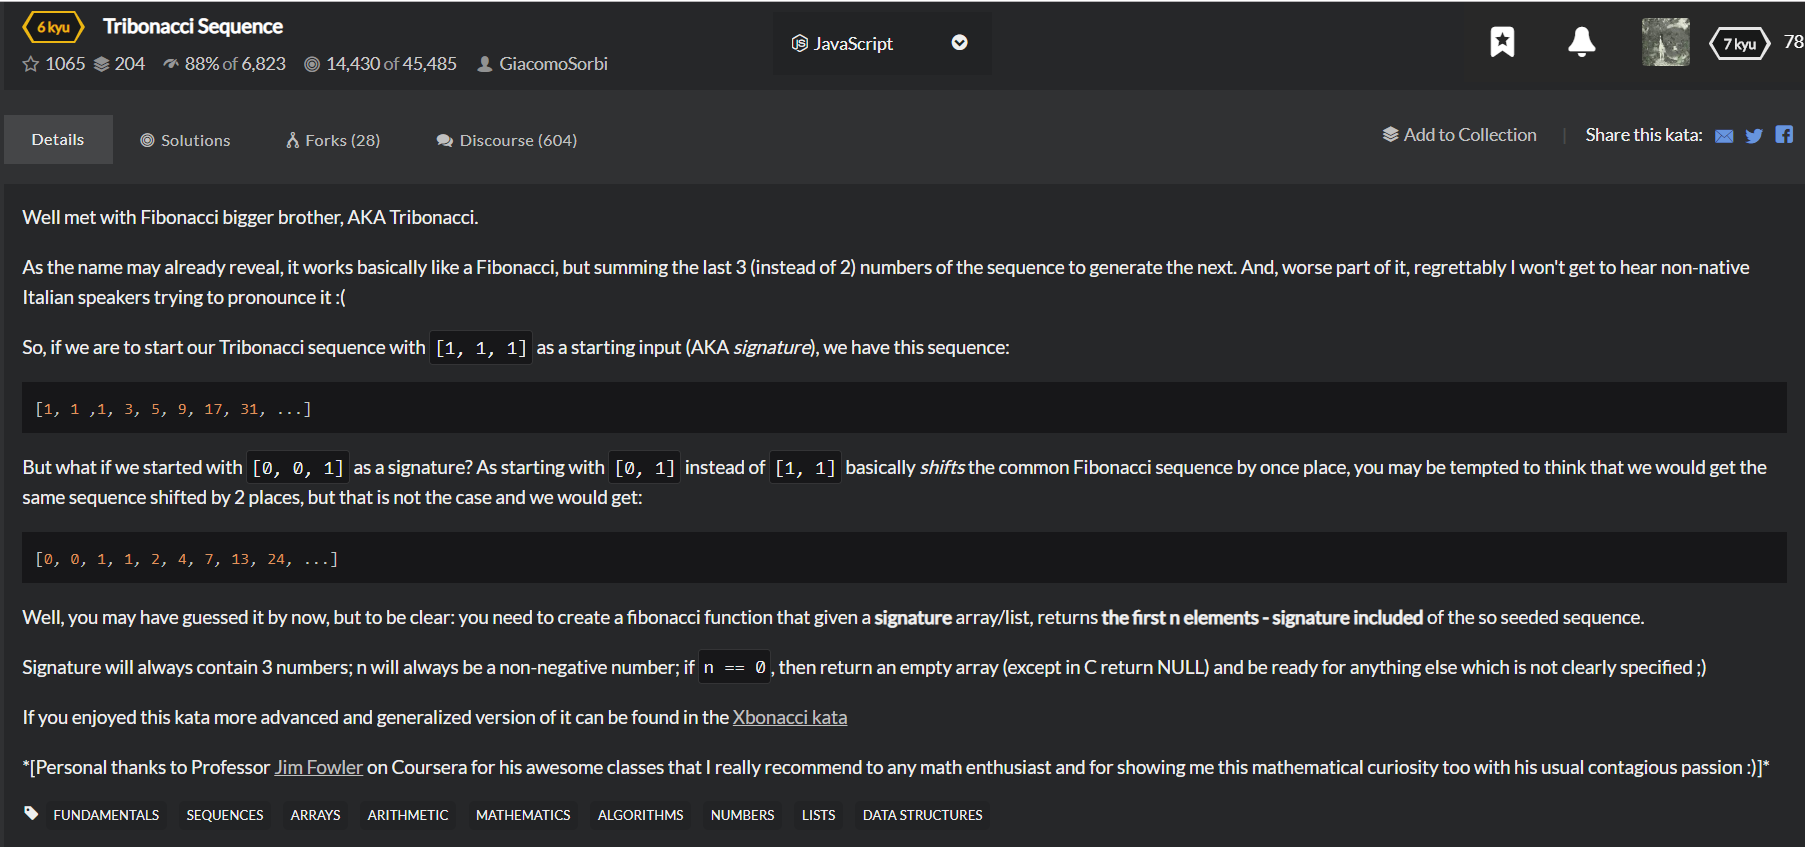 6 kyu Tribonacci Sequence
1065 204 88% of 6,823 14,430 of 45,485 GiacomoSorbi
JS JavaScript
7 kyu 78
Details Solutions Forks (28) Discourse (604)
Add to Collection | Share this kata:
Well met with Fibonacci bigger brother, AKA Tribonacci.
As the name may already reveal, it works basically like a Fibonacci, but summing the last 3 (instead of 2) numbers of the sequence to generate the next. And, worse part of it, regrettably I won't get to hear non-native
Italian speakers trying to pronounce it :(
So, if we are to start our Tribonacci sequence with [1, 1, 1] as a starting input (AKA signature), we have this sequence:
[1, 1 ,1, 3, 5, 9, 17, 31, ...]
But what if we started with [0, 0, 1] as a signature? As starting with [0, 1] instead of [1, 1] basically shifts the common Fibonacci sequence by once place, you may be tempted to think that we would get the
same sequence shifted by 2 places, but that is not the case and we would get:
[0, 0, 1, 1, 2, 4, 7, 13, 24, ...]
Well, you may have guessed it by now, but to be clear: you need to create a fibonacci function that given a signature array/list, returns the first n elements - signature included of the so seeded sequence.
Signature will always contain 3 numbers; n will always be a non-negative number; if n == 0, then return an empty array (except in C return NULL) and be ready for anything else which is not clearly specified ;)
If you enjoyed this kata more advanced and generalized version of it can be found in the Xbonacci kata
*[Personal thanks to Professor Jim Fowler on Coursera for his awesome classes that I really recommend to any math enthusiast and for showing me this mathematical curiosity too with his usual contagious passion :)]*
FUNDAMENTALS SEQUENCES ARRAYS ARITHMETIC MATHEMATICS ALGORITHMS NUMBERS LISTS DATA STRUCTURES